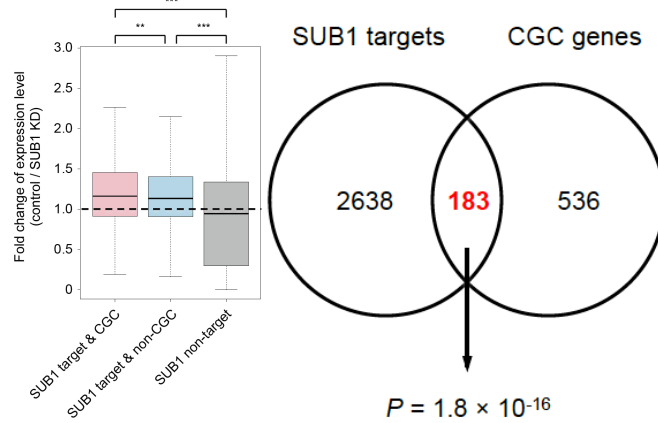 ***
** ***
3.0
2.5
2.0
1.5
1.0
0.5
0
Fold change of expression level
(control / SUB1 KD)
SUB1 target & CGC
SUB1 target & non-CGC
SUB1 non-target
SUB1 targets CGC genes
2638 183 536
P = 1.8 × 10-16